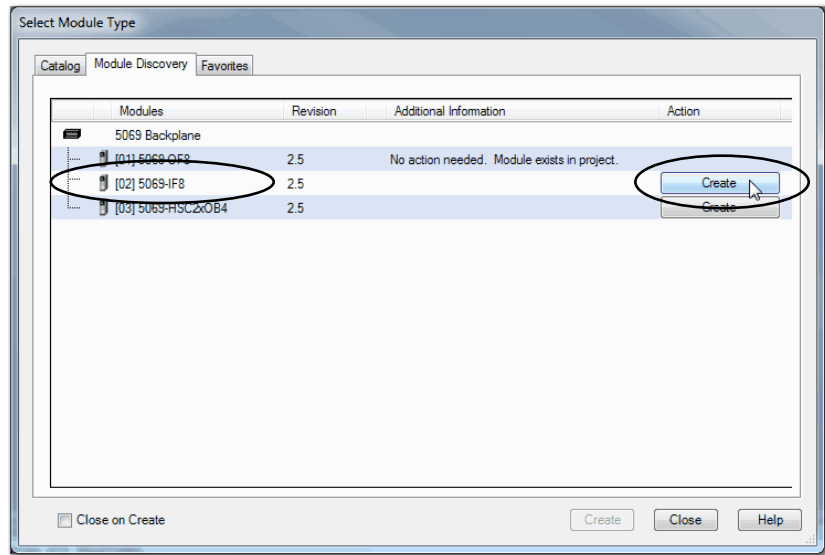 Select Module Type
Catalog Module Discovery Favorites
Modules Revision Additional Information Action
5069 Backplane
[01] 5069-OF8 2.5 No action needed. Module exists in project.
[02] 5069-IF8 2.5 Create
[03] 5069-HSC2xOB4 2.5 Create
Close on Create Create Close Help